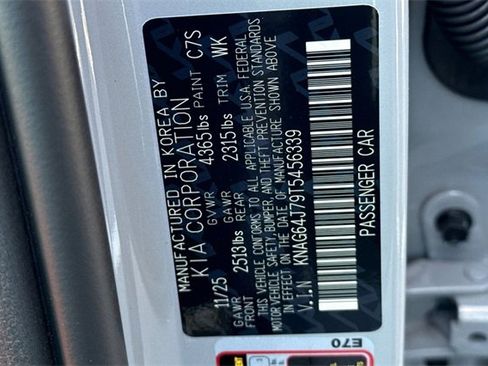 MANUFACTURED IN KOREA BY
KIA CORPORATION
11/25 GVWR 4365lbs PAINT C7S
GAWR FRONT 2513lbs GAWR REAR 2315lbs TRIM WK
THIS VEHICLE CONFORMS TO ALL APPLICABLE U.S.A. FEDERAL
MOTOR VEHICLE SAFETY, BUMPER, AND THEFT PREVENTION STANDARDS
IN EFFECT ON THE DATE OF MANUFACTURE SHOWN ABOVE
V.I.N KNAG64J79T5456339
PASSENGER CAR
E70